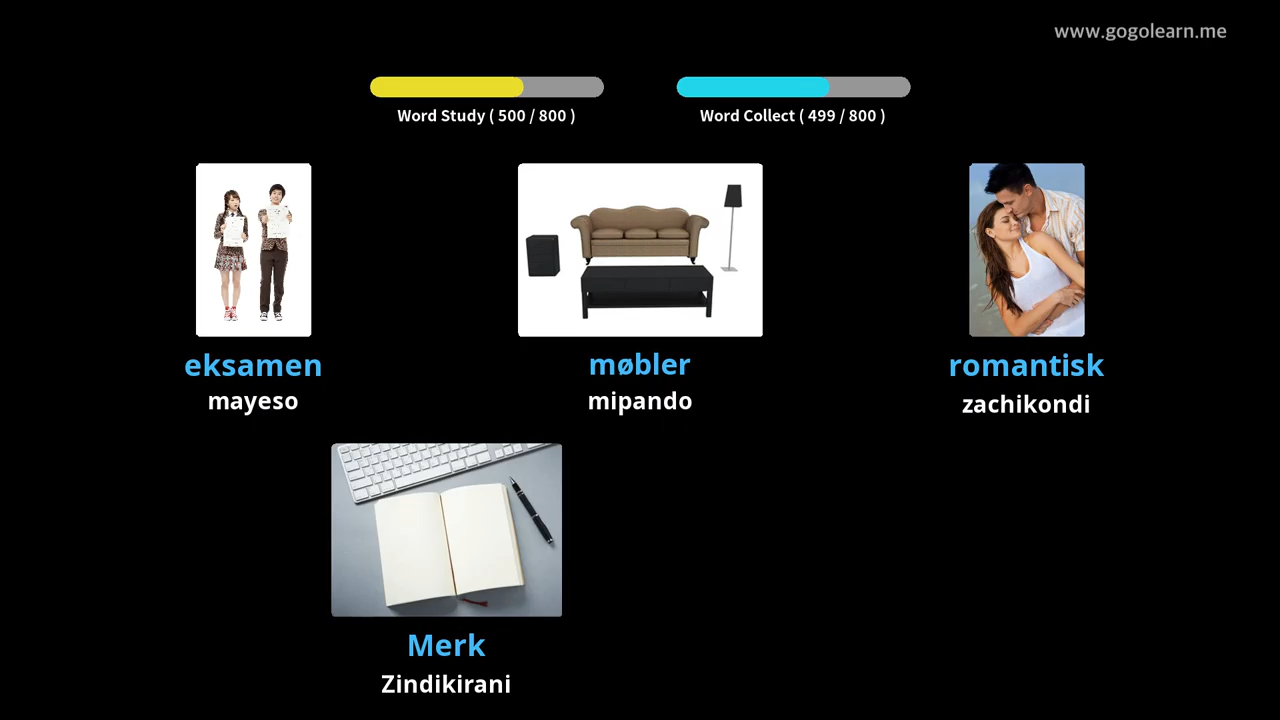 www.gogolearn.me
Word Study ( 500 / 800 )
Word Collect ( 499 / 800 )
eksamen
mayeso
møbler
mipando
romantisk
zachikondi
Merk
Zindikirani